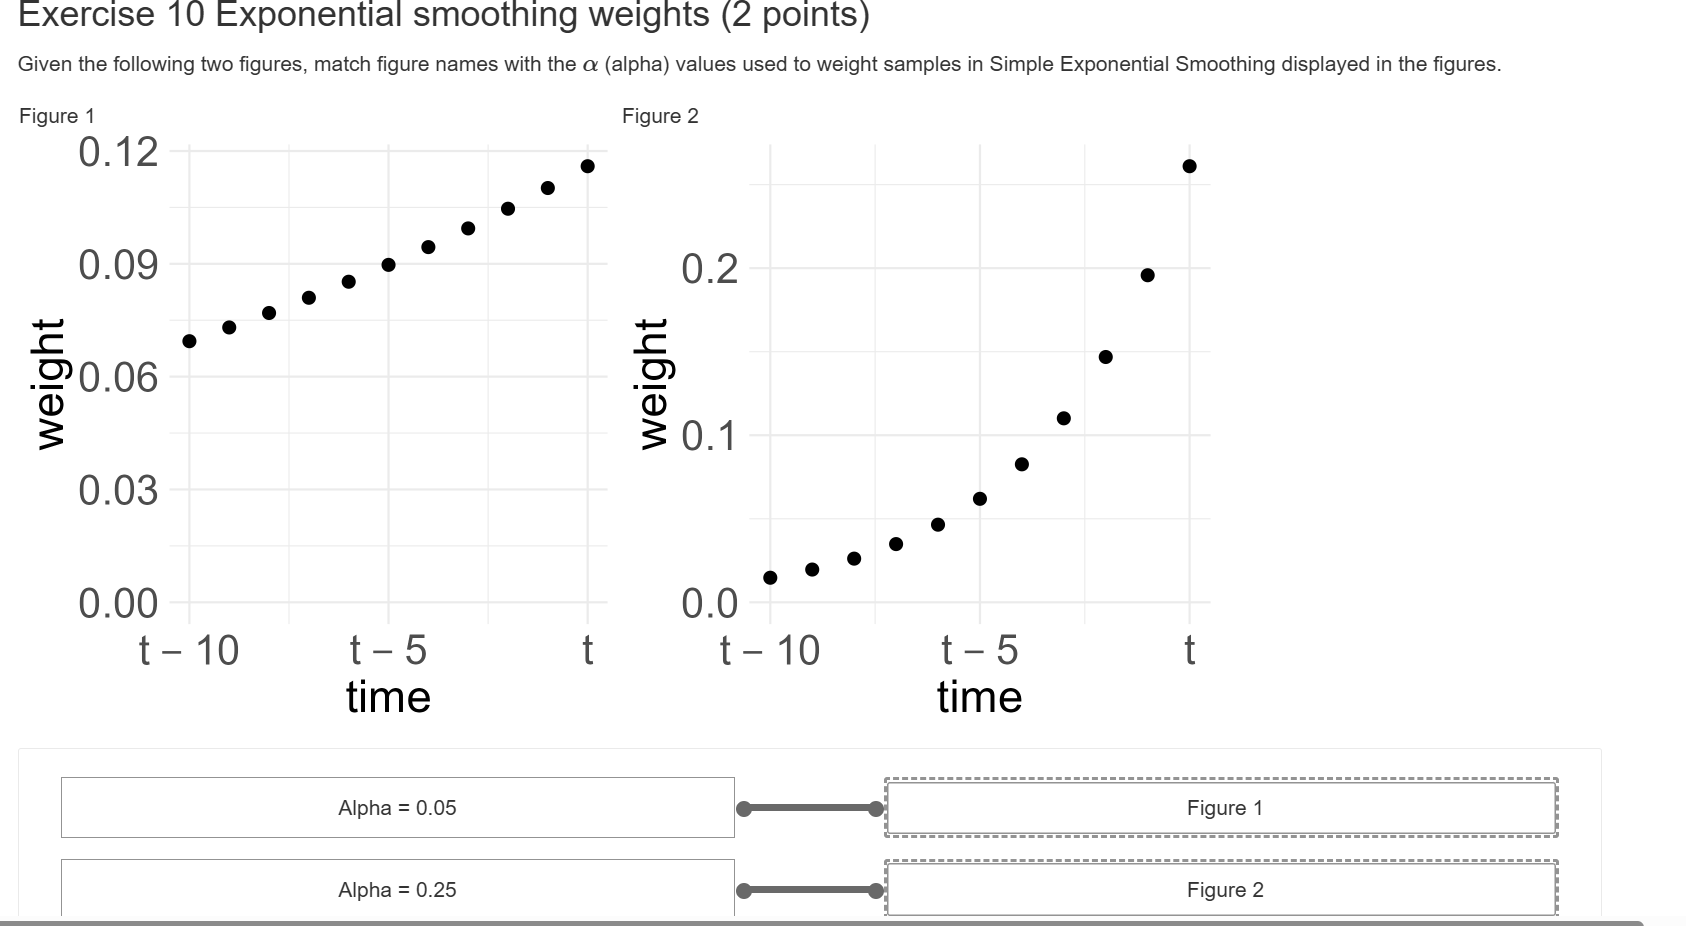 Exercise 10 Exponential smoothing weights (2 points)
Given the following two figures, match figure names with the α (alpha) values used to weight samples in Simple Exponential Smoothing displayed in the figures.
Figure 1
0.12
0.09
0.06
0.03
0.00
weight
t − 10
t − 5
t
time
Figure 2
0.2
0.1
0.0
weight
t − 10
t − 5
t
time
Alpha = 0.05
Figure 1
Alpha = 0.25
Figure 2